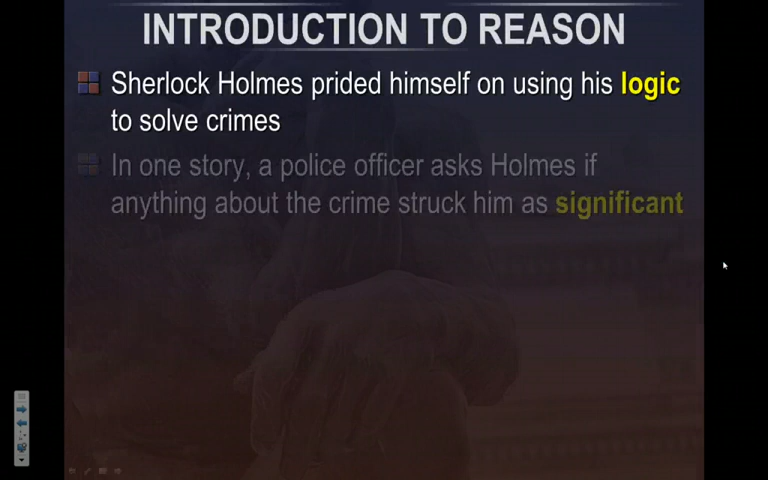 INTRODUCTION TO REASON
Sherlock Holmes prided himself on using his logic
to solve crimes
In one story, a police officer asks Holmes if
anything about the crime struck him as significant